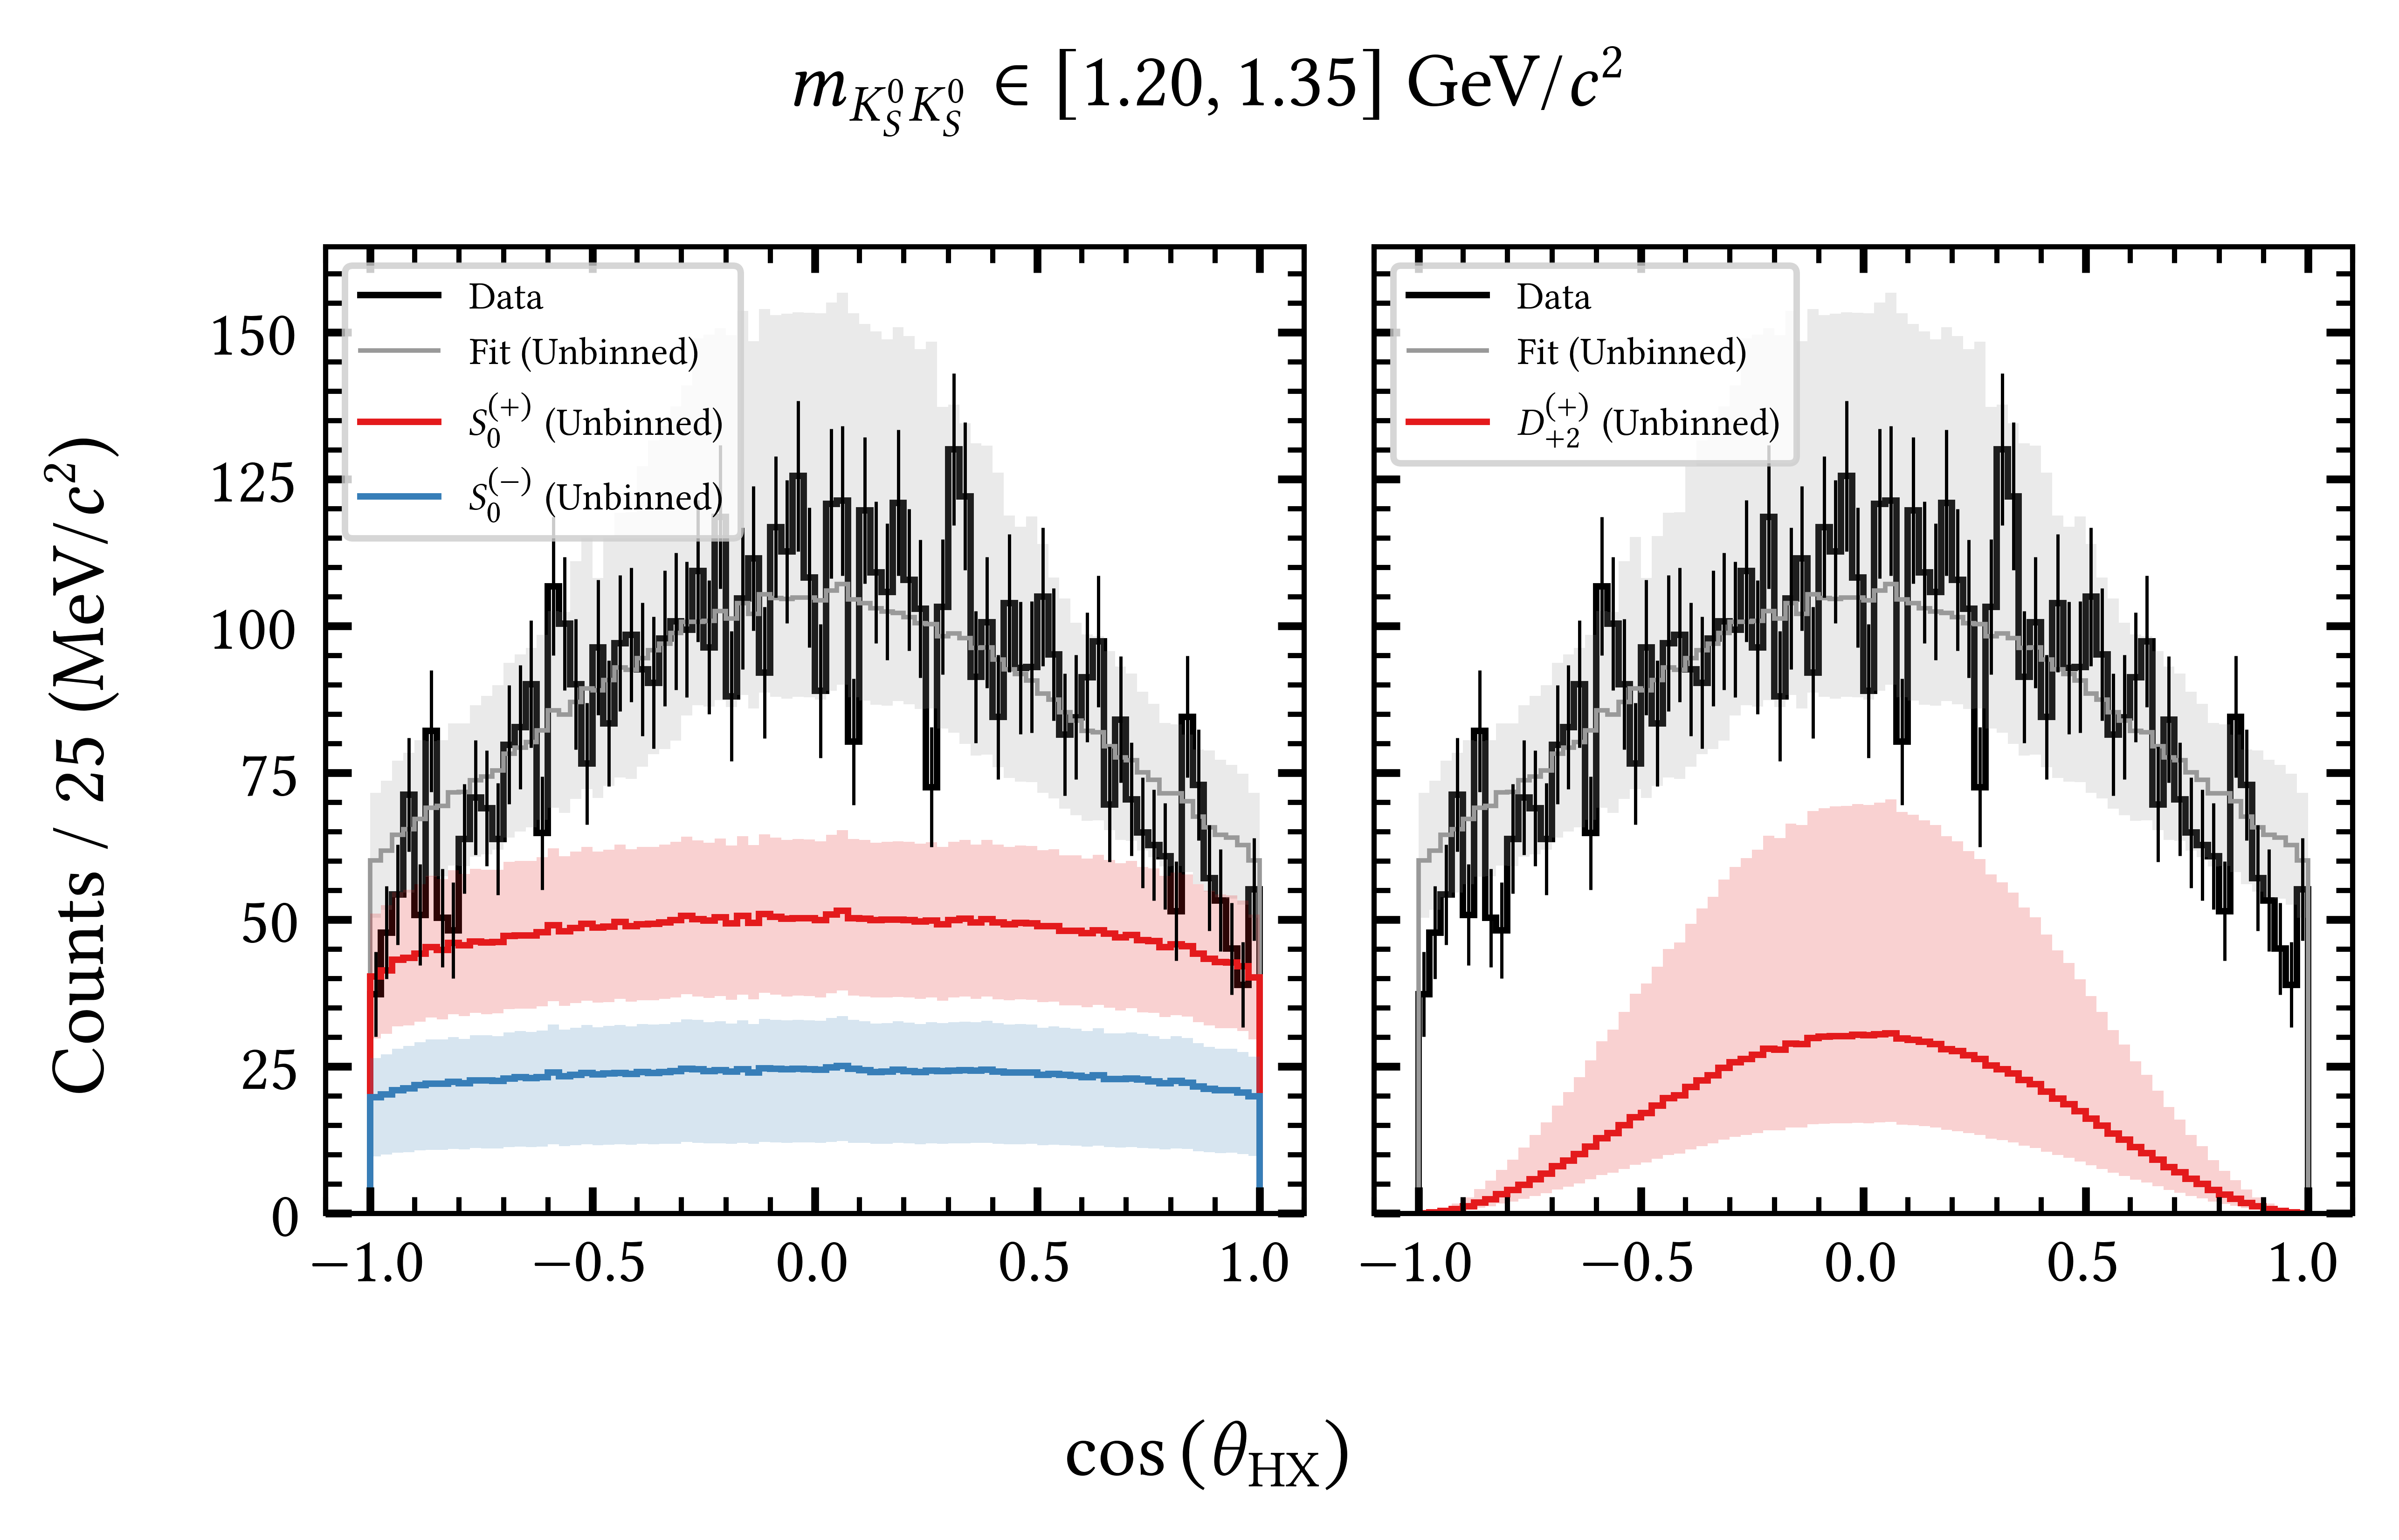 m_{K_S^0 K_S^0} ∈ [1.20, 1.35] GeV/c²
Counts / 25 (MeV/c²)
150
125
100
75
50
25
0
Data
Fit (Unbinned)
S_0^{(+)} (Unbinned)
S_0^{(−)} (Unbinned)
−1.0 −0.5 0.0 0.5 1.0
Data
Fit (Unbinned)
D_{+2}^{(+)} (Unbinned)
−1.0 −0.5 0.0 0.5 1.0
cos (θ_{HX})